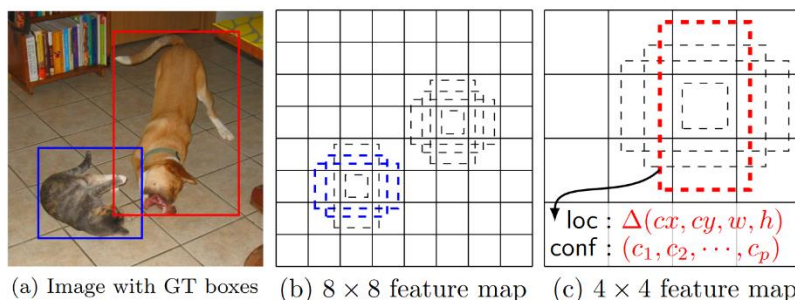 loc : Δ(cx, cy, w, h)
conf : (c₁, c₂, ⋯, cₚ)
(a) Image with GT boxes
(b) 8 × 8 feature map
(c) 4 × 4 feature map